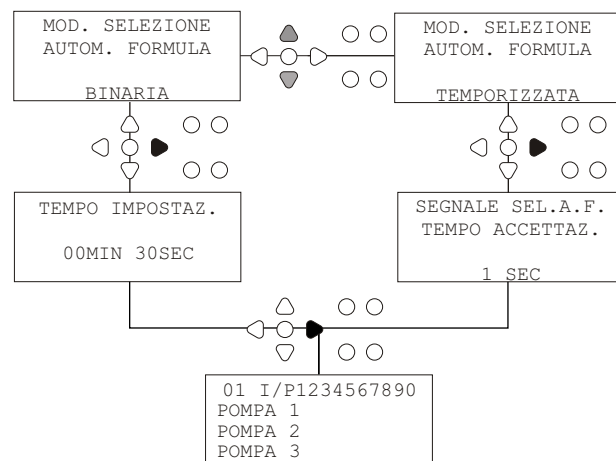 MOD. SELEZIONE
AUTOM. FORMULA
BINARIA
MOD. SELEZIONE
AUTOM. FORMULA
TEMPORIZZATA
TEMPO IMPOSTAZ.
00MIN 30SEC
SEGNALE SEL.A.F.
TEMPO ACCETTAZ.
1 SEC
01 I/P1234567890
POMPA 1
POMPA 2
POMPA 3